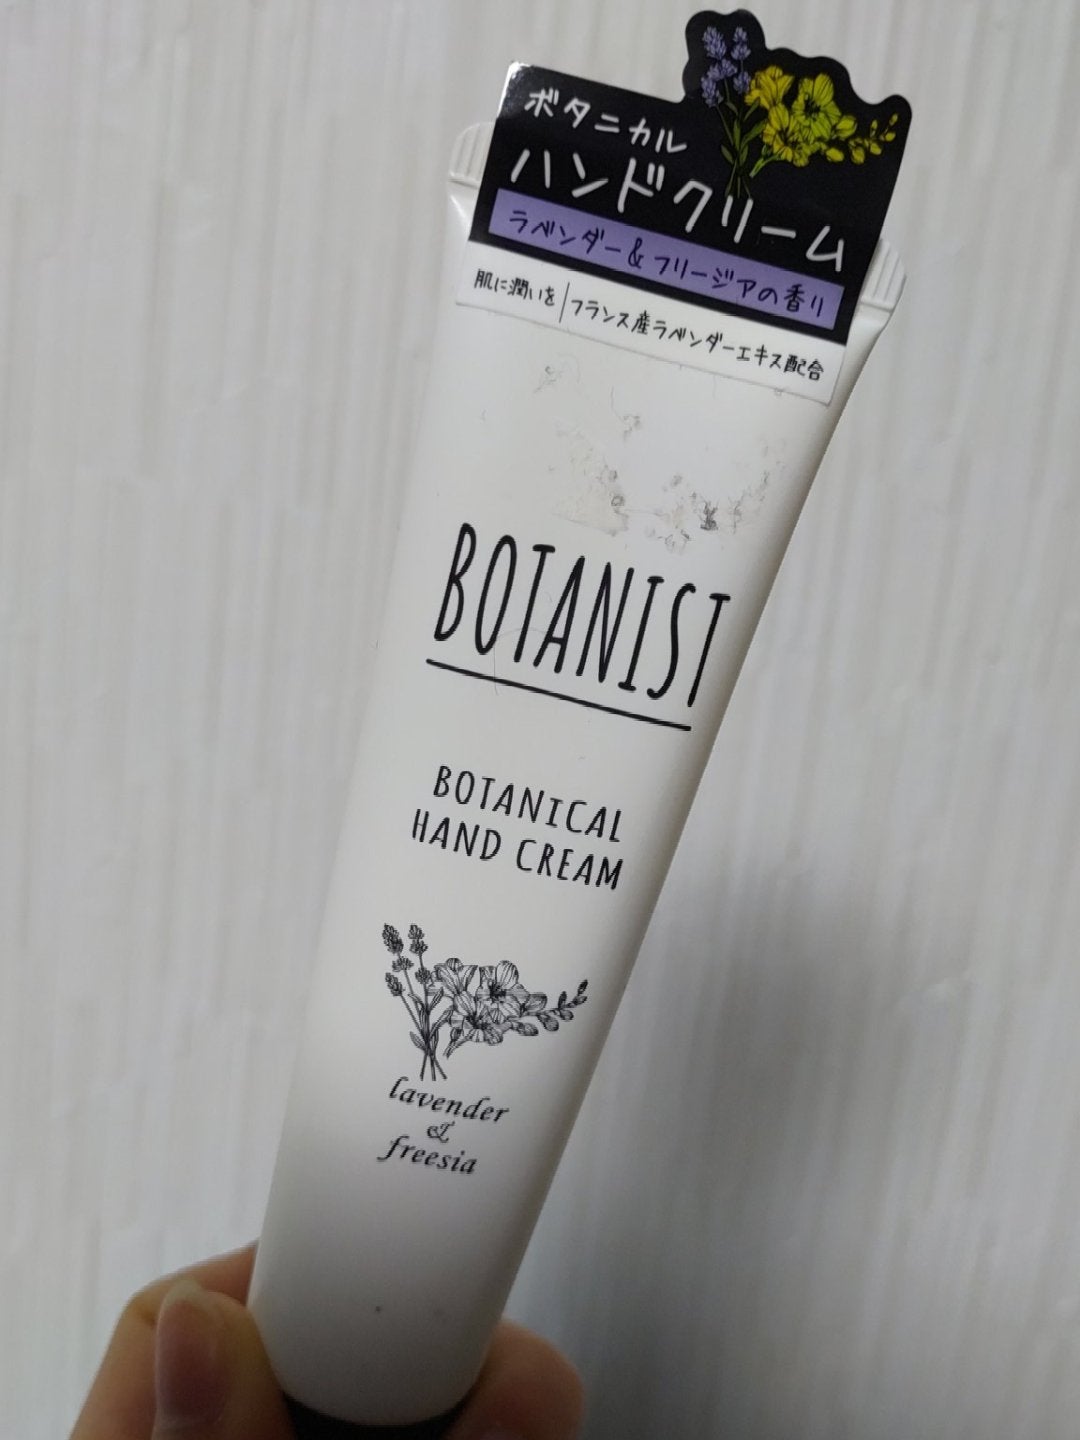 ボタニカル
ハンドクリーム
ラベンダー&フリージアの香り
肌に潤いを|フランス産ラベンダーエキス配合
BOTANIST
BOTANICAL
HAND CREAM
lavender
&
freesia